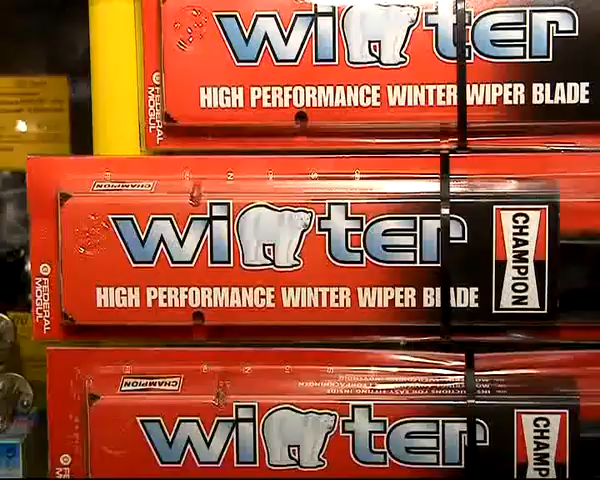 winter
HIGH PERFORMANCE WINTER WIPER BLADE
FEDERAL MOGUL
CHAMPION
winter
CHAMPION
HIGH PERFORMANCE WINTER WIPER BLADE
FEDERAL MOGUL
CHAMPION
winter
CHAMP